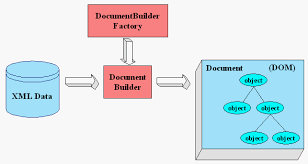 DocumentBuilder
Factory
XML Data
Document
Builder
Document (DOM)
object
object
object
object
object